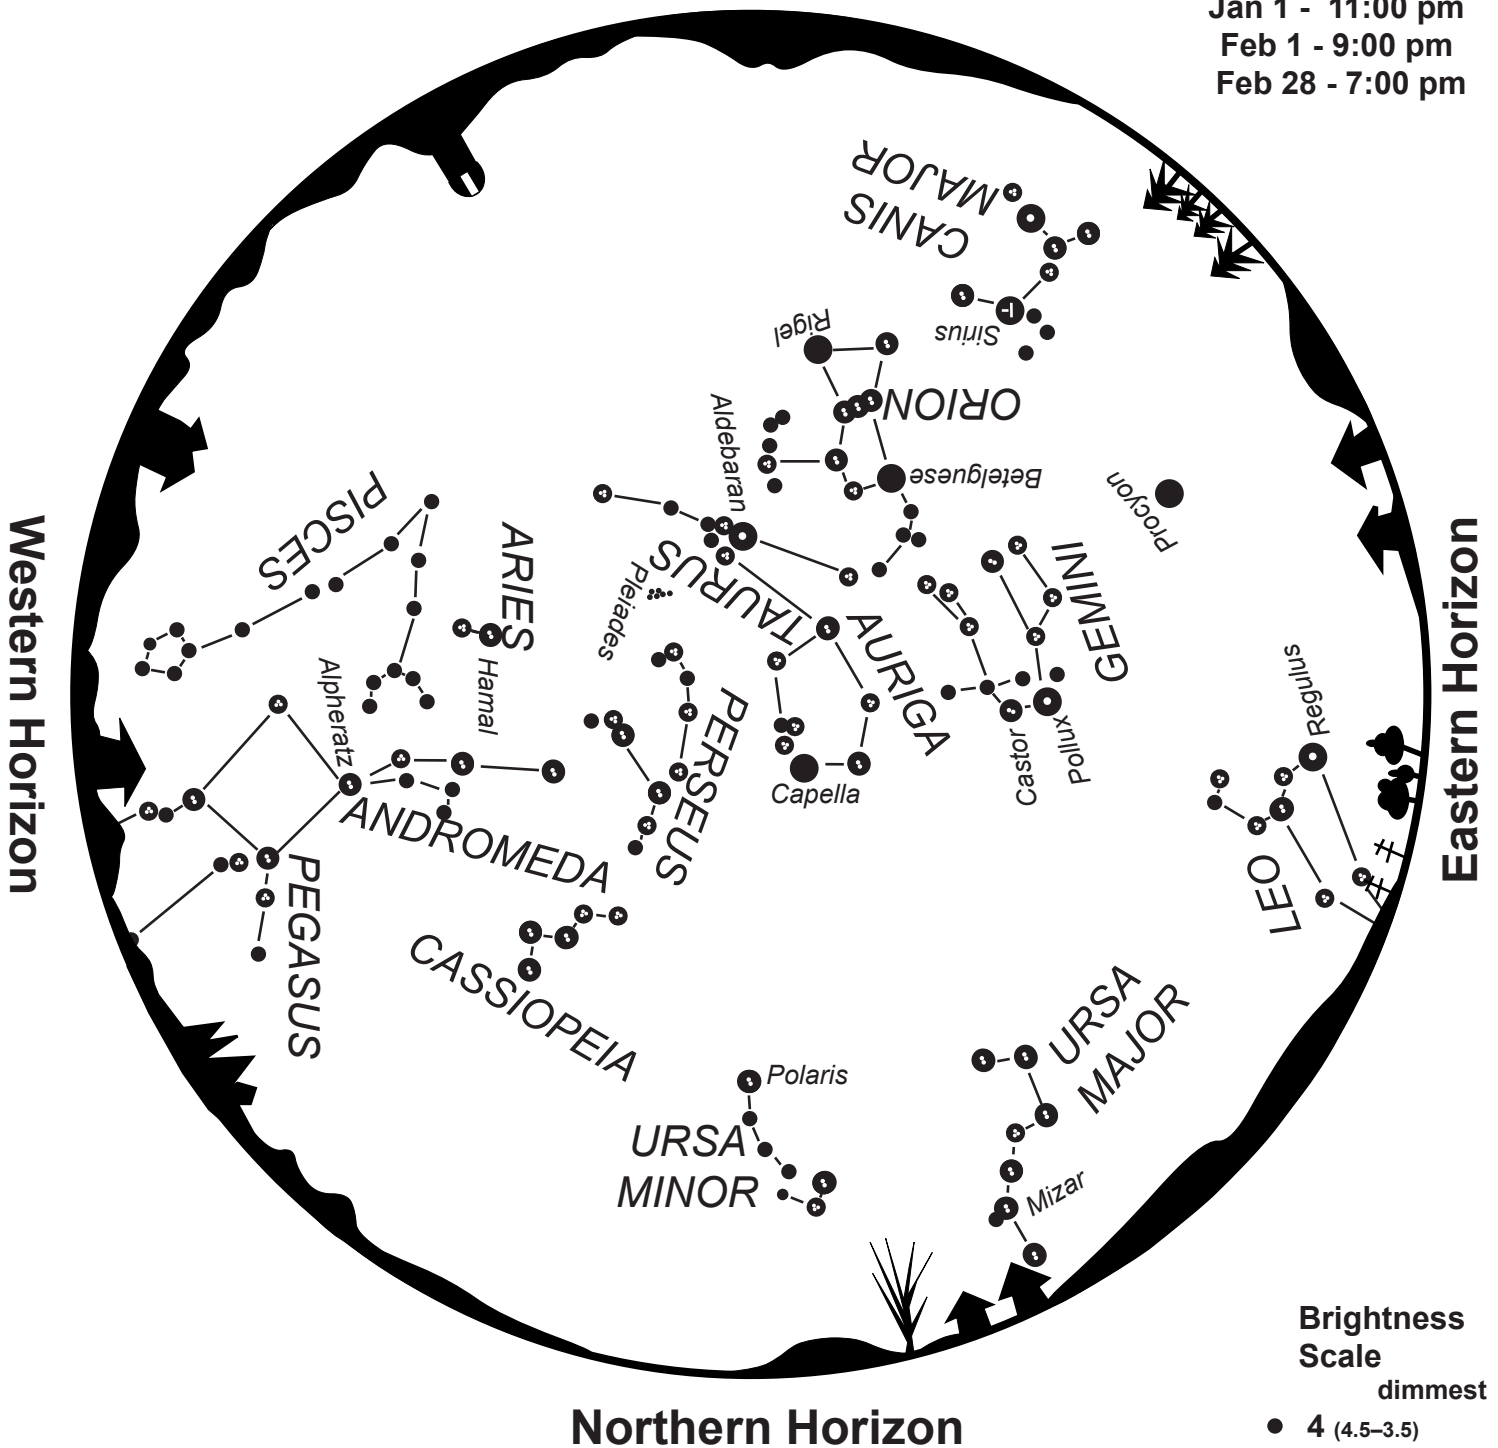 Jan 1 - 11:00 pm
Feb 1 - 9:00 pm
Feb 28 - 7:00 pm
CANIS
MAJOR
Sirius
Rigel
ORION
Betelguese
Aldebaran
Procyon
PISCES
ARIES
Hamal
TAURUS
Pleiades
GEMINI
AURIGA
Castor
Pollux
Capella
PERSEUS
Alpheratz
ANDROMEDA
PEGASUS
CASSIOPEIA
Regulus
LEO
URSA
MAJOR
Mizar
Polaris
URSA
MINOR
Western Horizon
Eastern Horizon
Northern Horizon
Brightness
Scale
dimmest
4 (4.5–3.5)